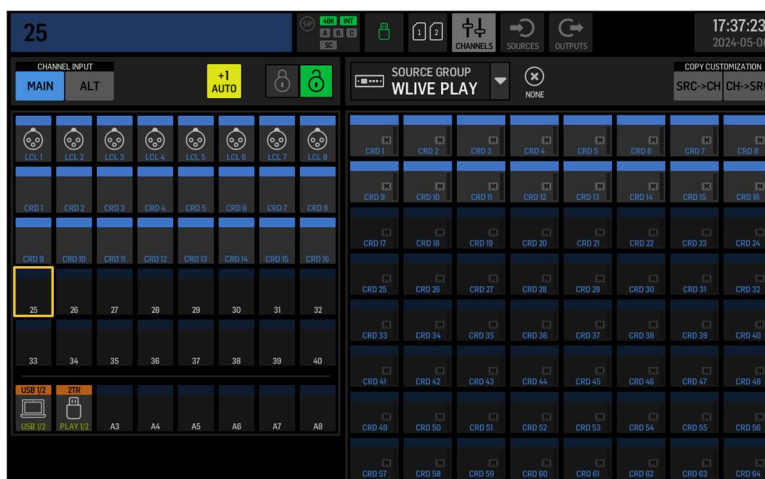 25
SIP
48K INT
A B C
SC
1 2
CHANNELS
SOURCES
OUTPUTS
17:37:23
2024-05-0
CHANNEL INPUT
MAIN ALT
+1
AUTO
SOURCE GROUP
WLIVE PLAY
NONE
COPY CUSTOMIZATION
SRC->CH CH->SR
LCL 1 LCL 2 LCL 3 LCL 4 LCL 5 LCL 6 LCL 7 LCL 8
CRD 1 CRD 2 CRD 3 CRD 4 CRD 5 CRD 6 CRD 7 CRD 8
CRD 9 CRD 10 CRD 11 CRD 12 CRD 13 CRD 14 CRD 15 CRD 16
25 26 27 28 29 30 31 32
33 34 35 36 37 38 39 40
USB 1/2 2TR
USB 1/2 PLAY 1/2 A3 A4 A5 A6 A7 A8
M M M M M M M M
CRD 1 CRD 2 CRD 3 CRD 4 CRD 5 CRD 6 CRD 7 CRD 8
M M M M M M M M
CRD 9 CRD 10 CRD 11 CRD 12 CRD 13 CRD 14 CRD 15 CRD 16
M M M M M M M M
CRD 17 CRD 18 CRD 19 CRD 20 CRD 21 CRD 22 CRD 23 CRD 24
M M M M M M M M
CRD 25 CRD 26 CRD 27 CRD 28 CRD 29 CRD 30 CRD 31 CRD 32
M M M M M M M M
CRD 33 CRD 34 CRD 35 CRD 36 CRD 37 CRD 38 CRD 39 CRD 40
M M M M M M M M
CRD 41 CRD 42 CRD 43 CRD 44 CRD 45 CRD 46 CRD 47 CRD 48
M M M M M M M M
CRD 49 CRD 50 CRD 51 CRD 52 CRD 53 CRD 54 CRD 55 CRD 56
M M M M M M M M
CRD 57 CRD 58 CRD 59 CRD 60 CRD 61 CRD 62 CRD 63 CRD 64